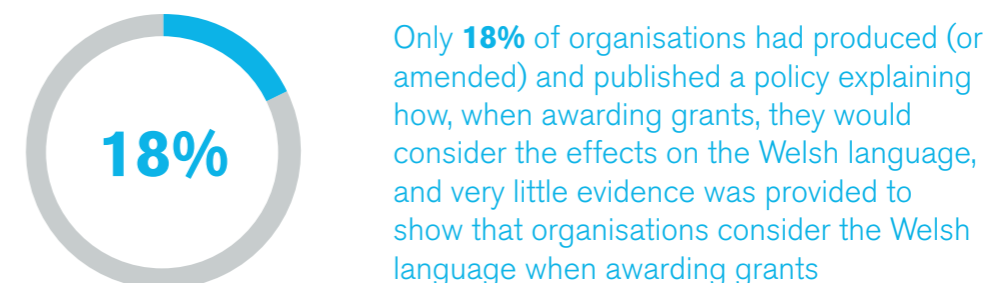 18%
Only 18% of organisations had produced (or
amended) and published a policy explaining
how, when awarding grants, they would
consider the effects on the Welsh language,
and very little evidence was provided to
show that organisations consider the Welsh
language when awarding grants